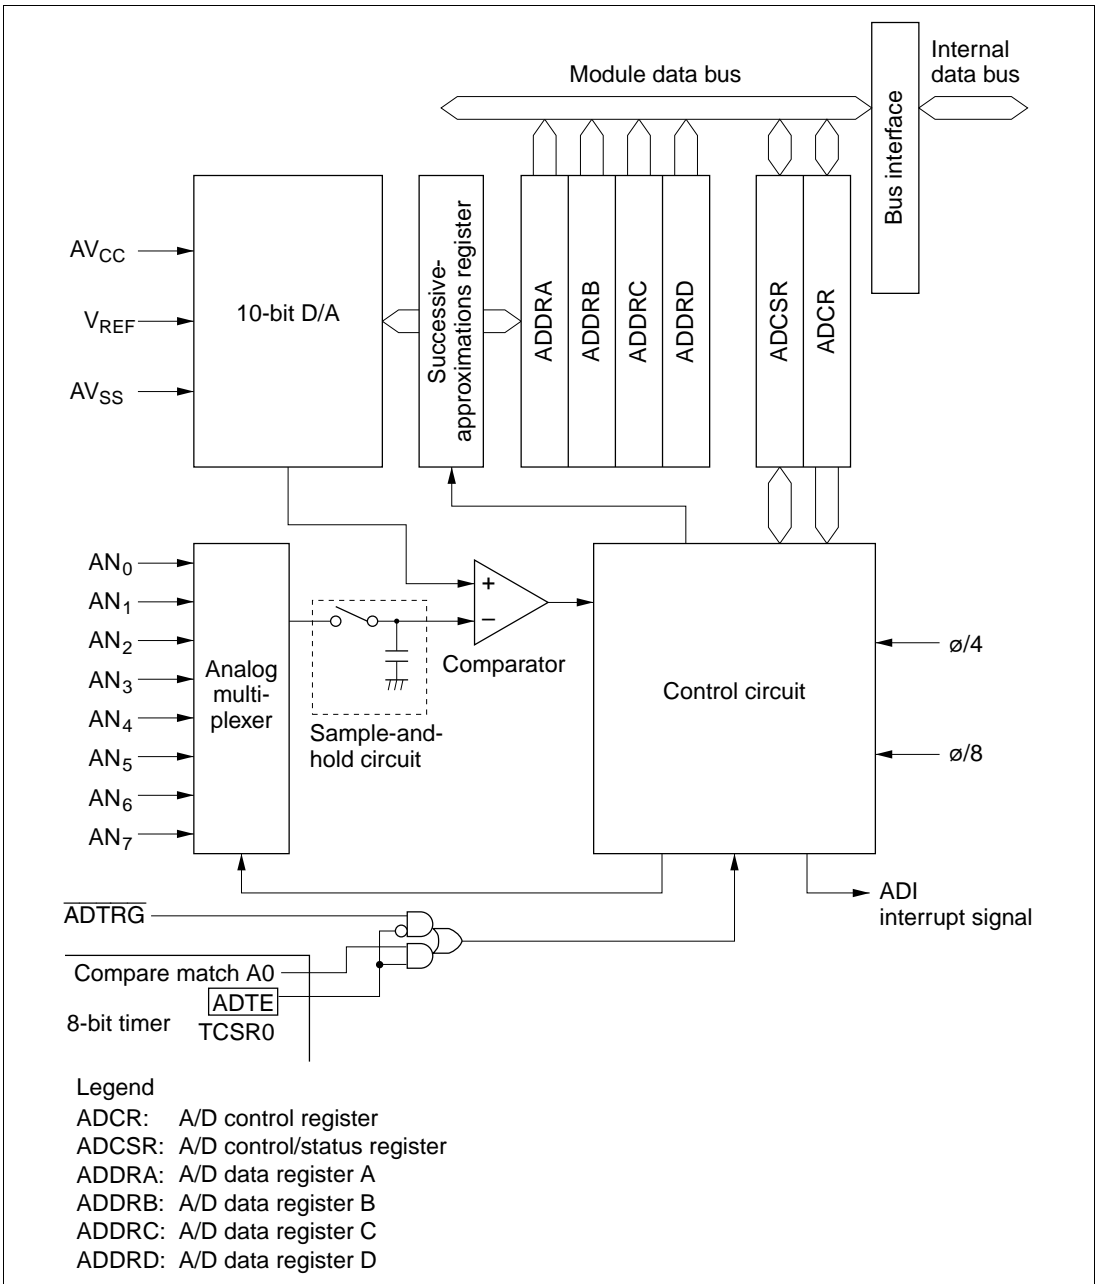 Module data bus
Internal
data bus
Bus interface
AVCC
VREF
AVSS
10-bit D/A
Successive-
approximations register
ADDRA
ADDRB
ADDRC
ADDRD
ADCSR
ADCR
AN0
AN1
AN2
AN3
AN4
AN5
AN6
AN7
Analog
multi-
plexer
+
−
Comparator
Sample-and-
hold circuit
Control circuit
ø/4
ø/8
ADI
interrupt signal
ADTRG
Compare match A0
ADTE
8-bit timer
TCSR0
Legend
ADCR: A/D control register
ADCSR: A/D control/status register
ADDRA: A/D data register A
ADDRB: A/D data register B
ADDRC: A/D data register C
ADDRD: A/D data register D